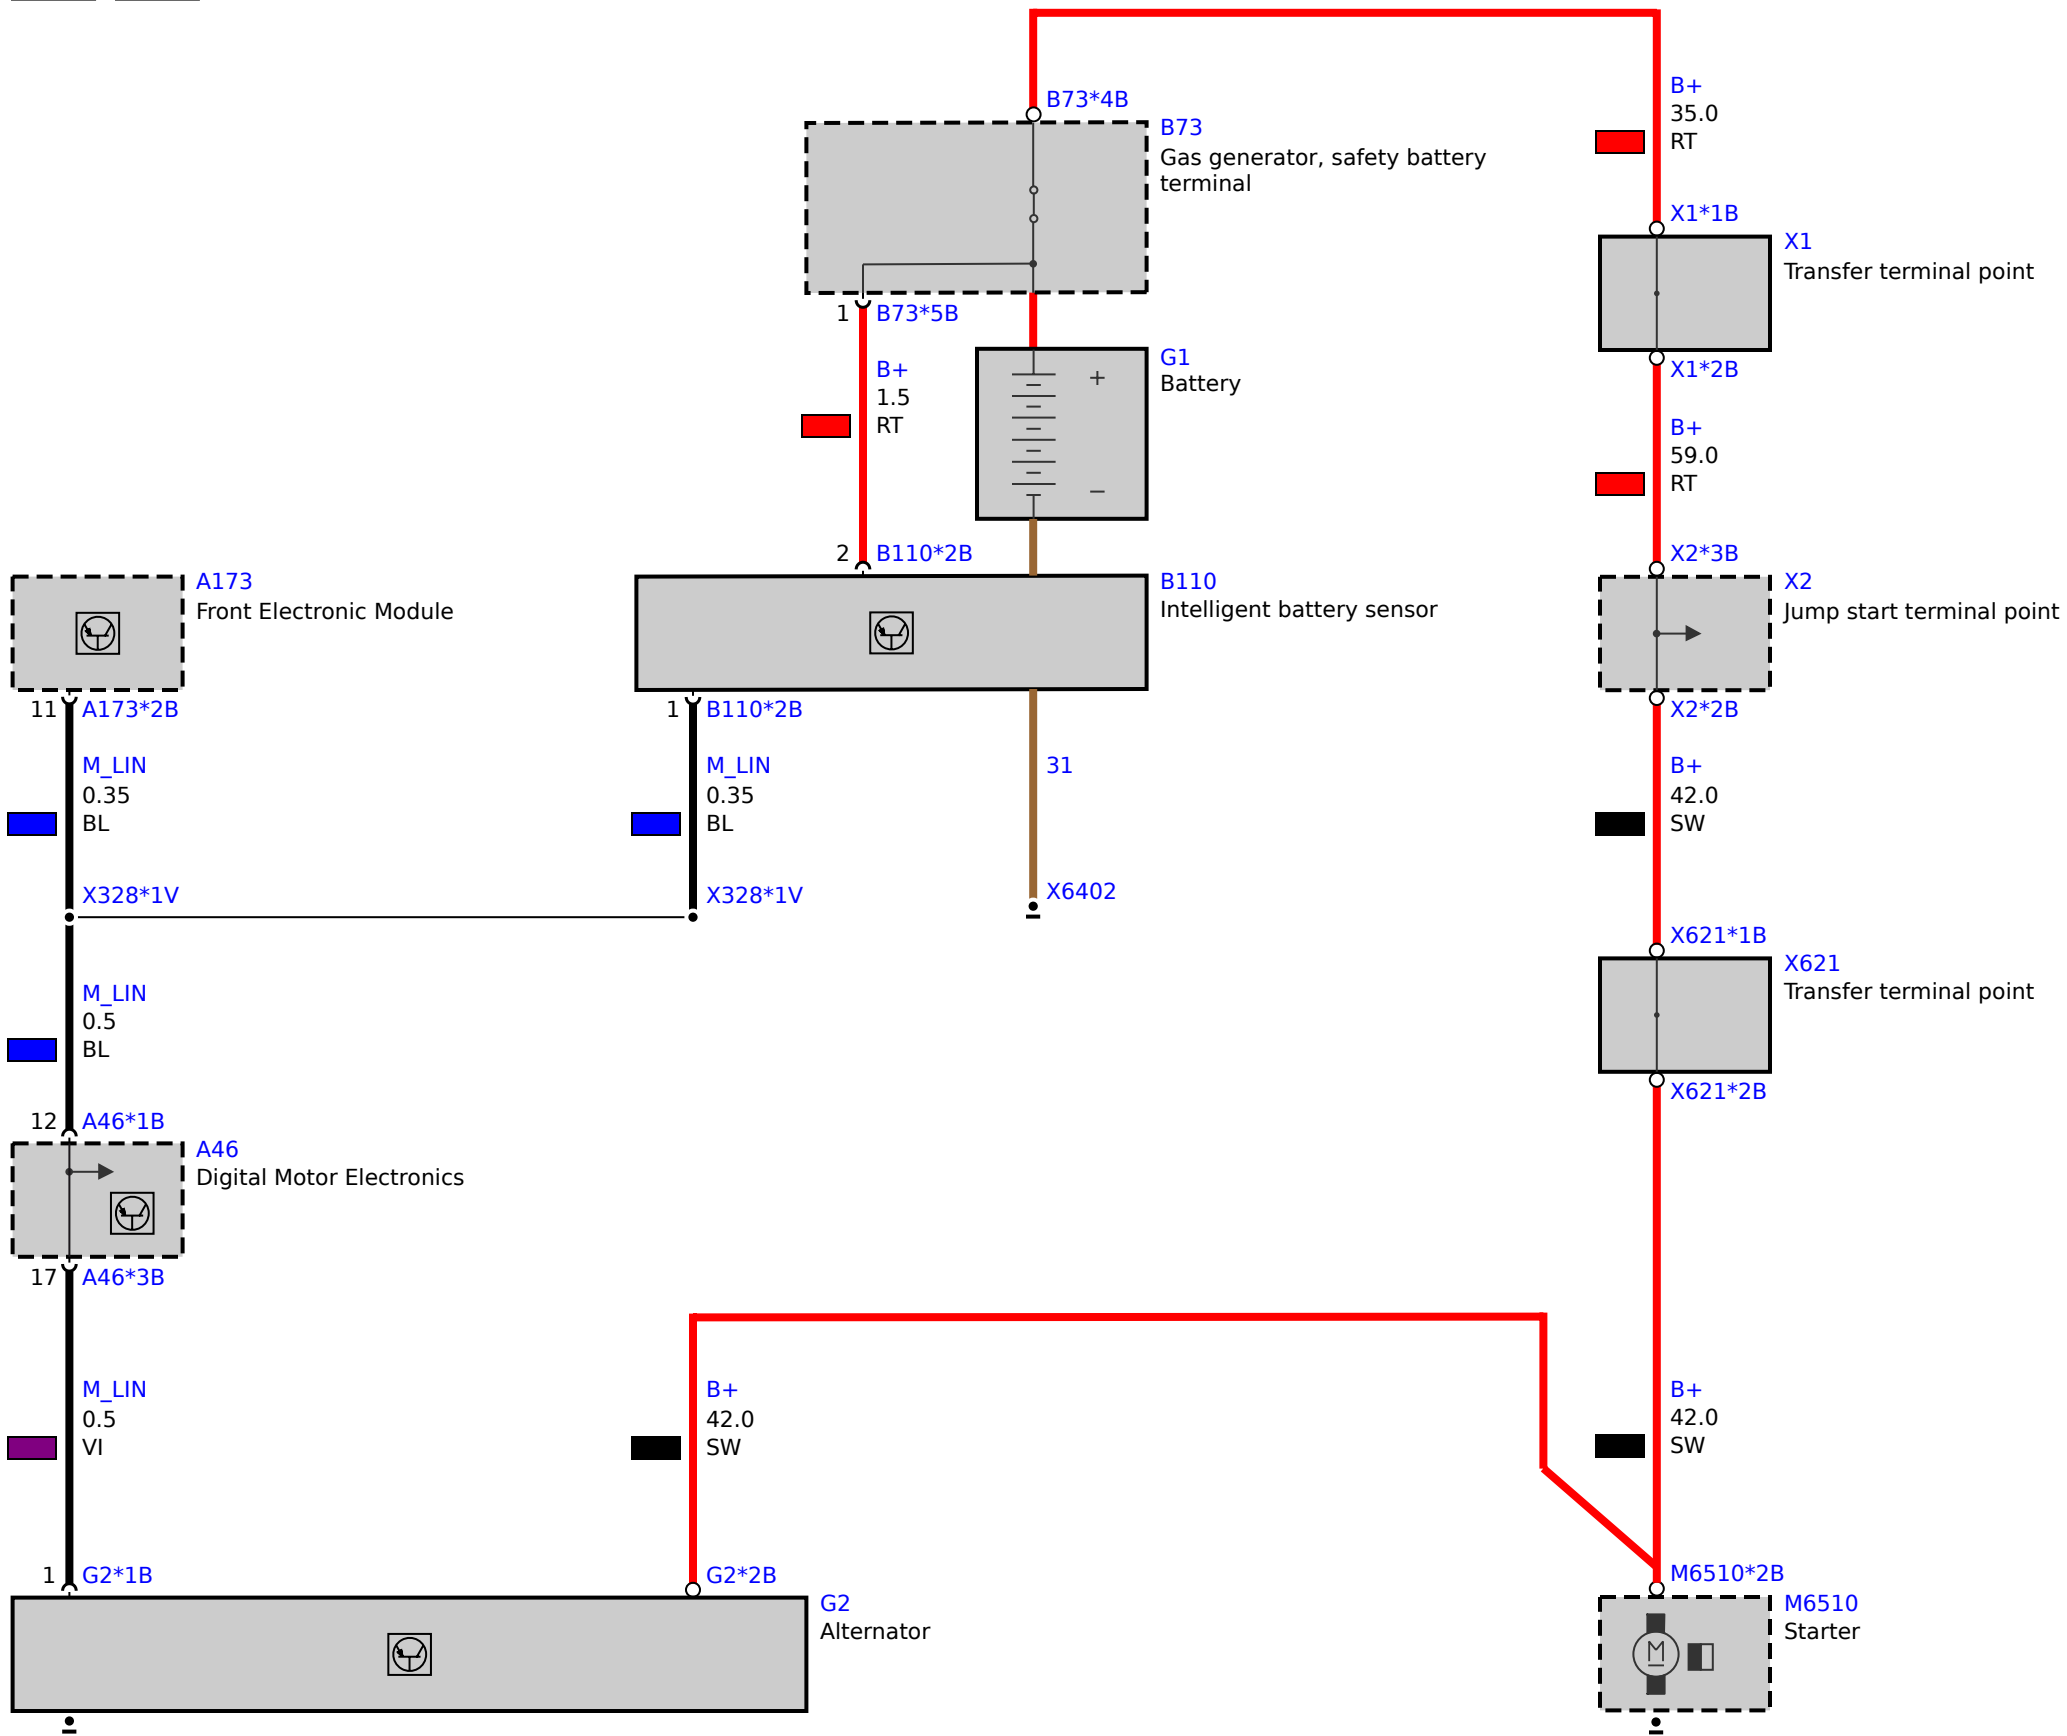 B73*4B
B73
Gas generator, safety battery
terminal
B+
35.0
RT
X1*1B
X1
Transfer terminal point
1 B73*5B
G1
Battery
+
−
B+
1.5
RT
X1*2B
B+
59.0
RT
2 B110*2B
X2*3B
A173
Front Electronic Module
B110
Intelligent battery sensor
X2
Jump start terminal point
11 A173*2B
1 B110*2B
X2*2B
M_LIN
0.35
BL
M_LIN
0.35
BL
31
B+
42.0
SW
X328*1V
X328*1V
X6402
X621*1B
X621
Transfer terminal point
M_LIN
0.5
BL
X621*2B
12 A46*1B
A46
Digital Motor Electronics
17 A46*3B
M_LIN
0.5
VI
B+
42.0
SW
B+
42.0
SW
1 G2*1B
G2*2B
M6510*2B
G2
Alternator
M6510
Starter
M